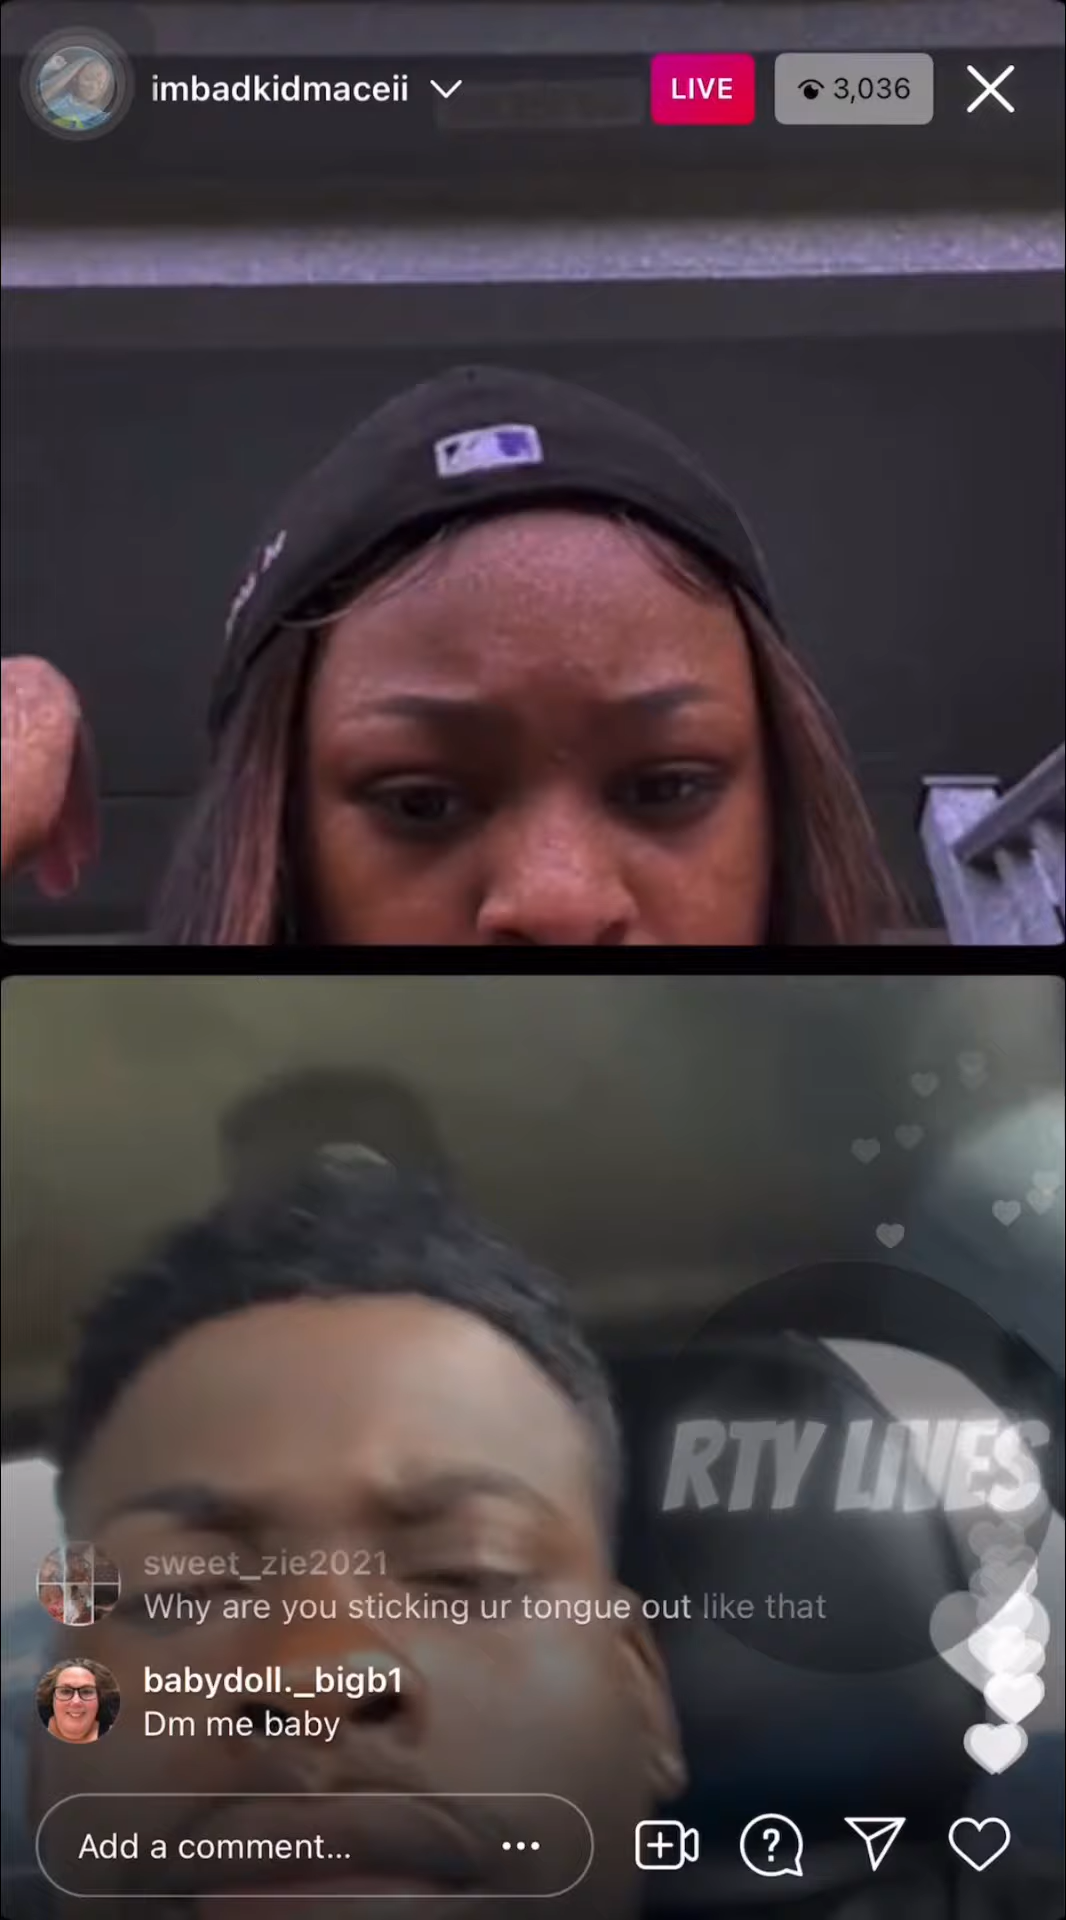 imbadkidmaceii
LIVE
3,036
RTY LIVES
sweet_zie2021
Why are you sticking ur tongue out like that
babydoll._bigb1
Dm me baby
Add a comment...